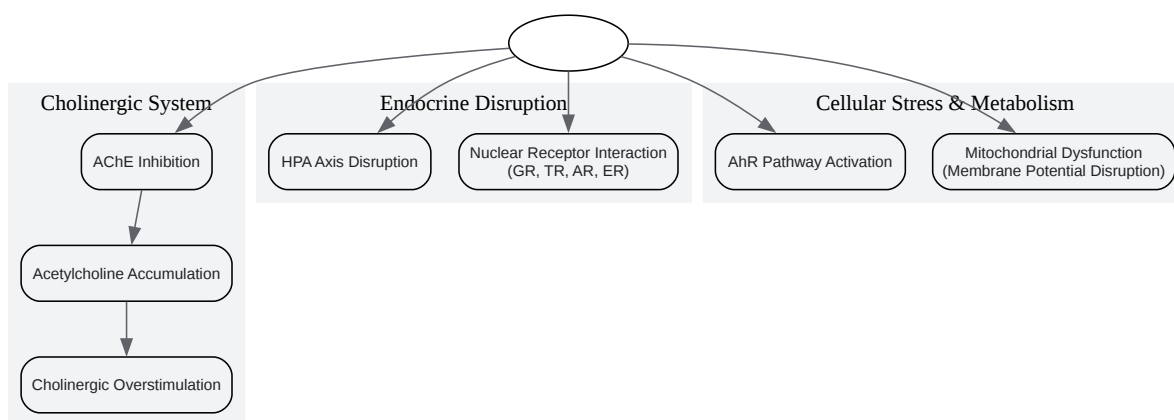 Cholinergic System
Endocrine Disruption
Cellular Stress & Metabolism
AChE Inhibition
HPA Axis Disruption
Nuclear Receptor Interaction
(GR, TR, AR, ER)
AhR Pathway Activation
Mitochondrial Dysfunction
(Membrane Potential Disruption)
Acetylcholine Accumulation
Cholinergic Overstimulation